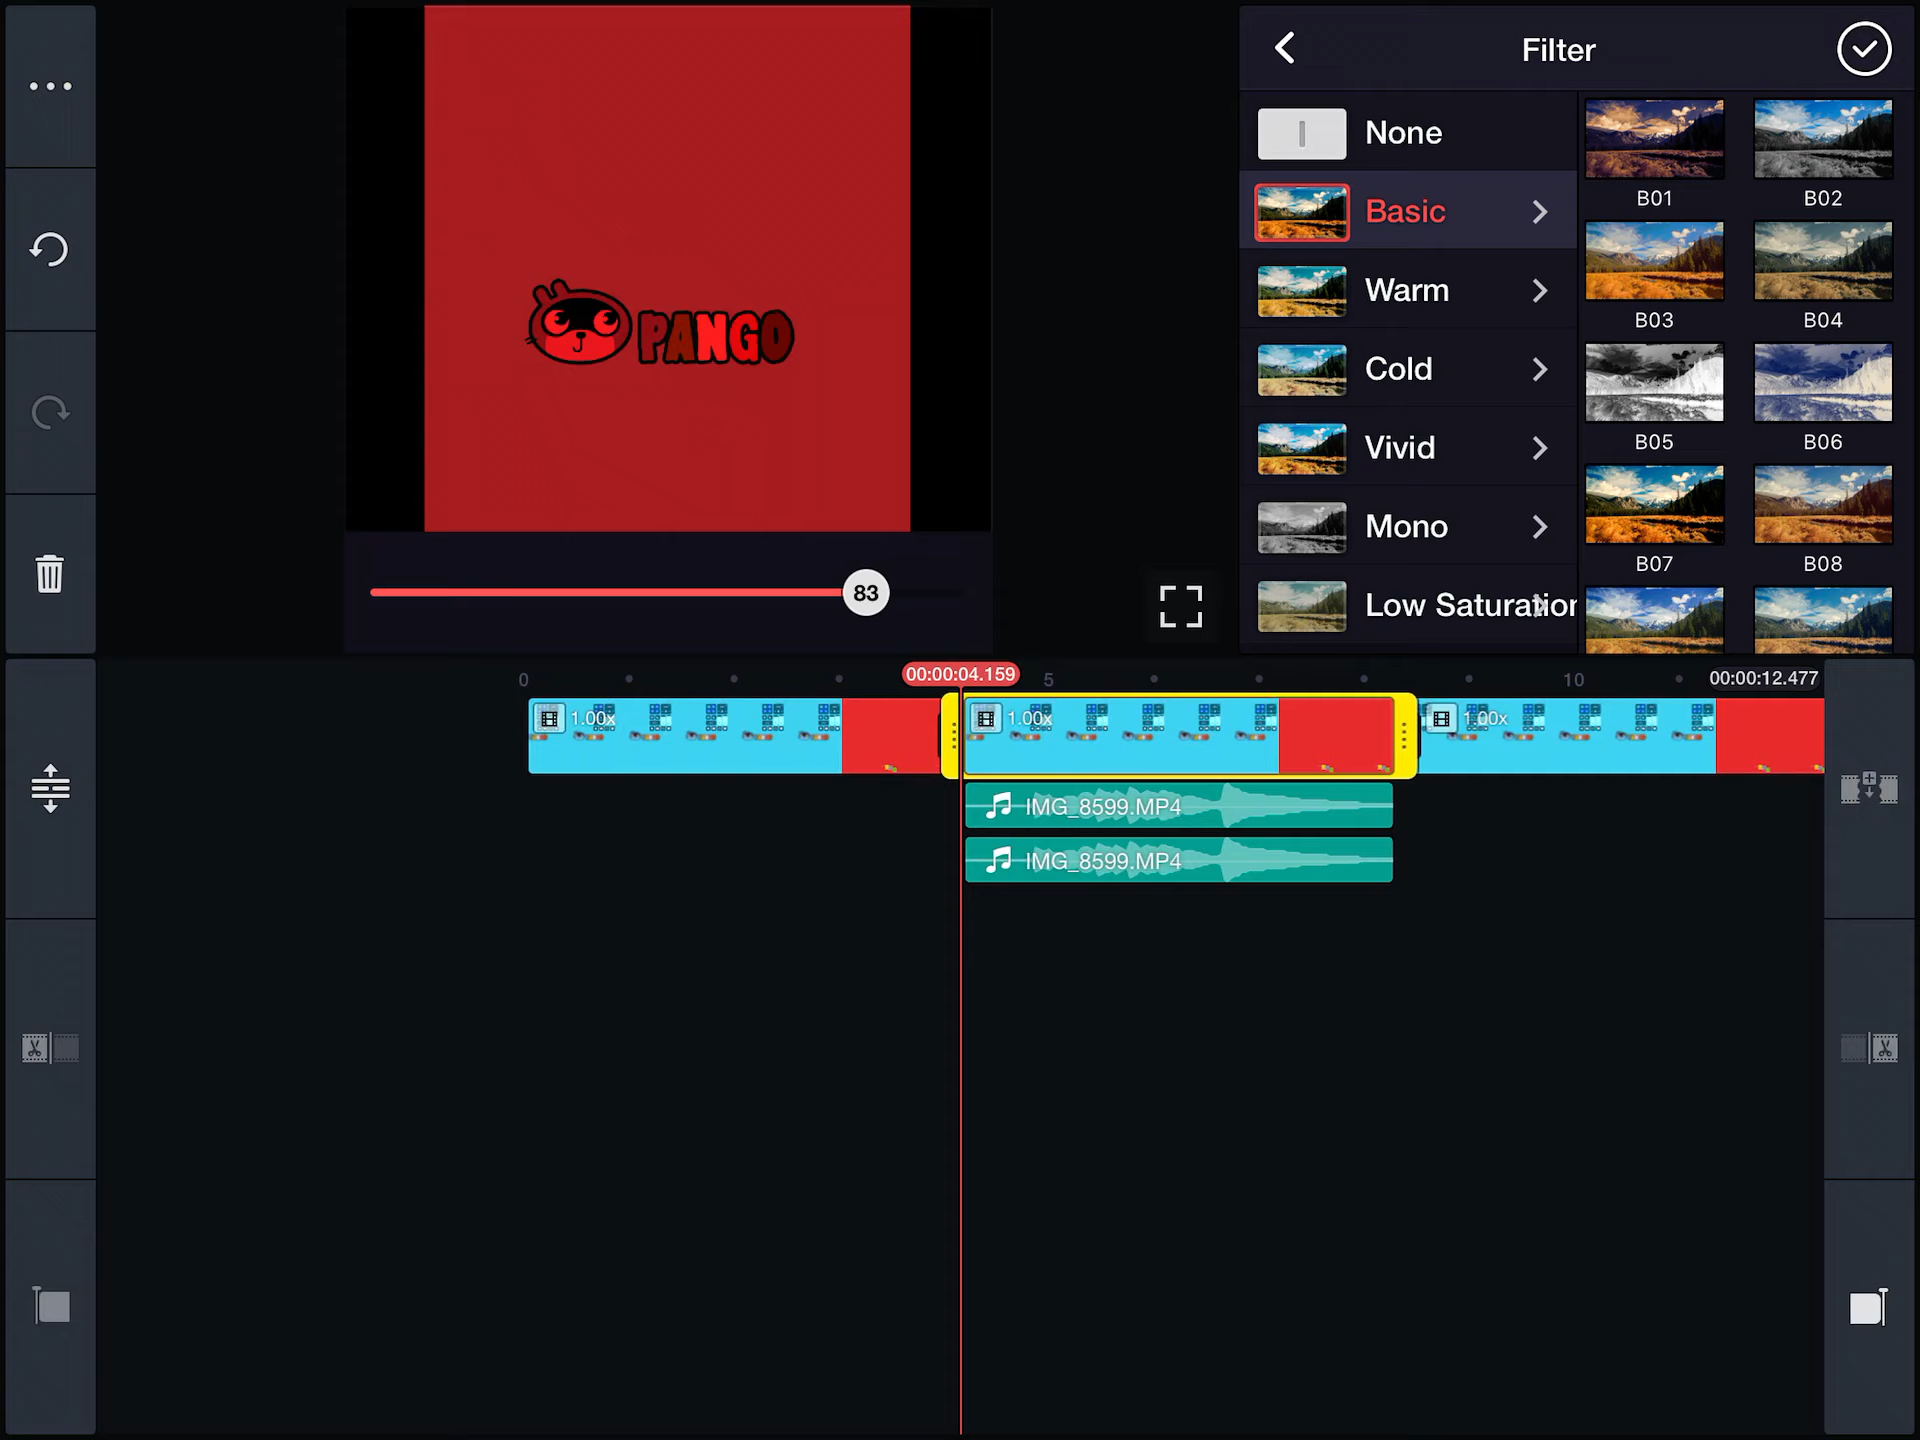 PANGO
83
Filter
None
Basic
Warm
Cold
Vivid
Mono
Low Saturation
B01
B02
B03
B04
B05
B06
B07
B08
0
00:00:04.159
5
10
00:00:12.477
1.00x
1.00x
1.00x
IMG_8599.MP4
IMG_8599.MP4